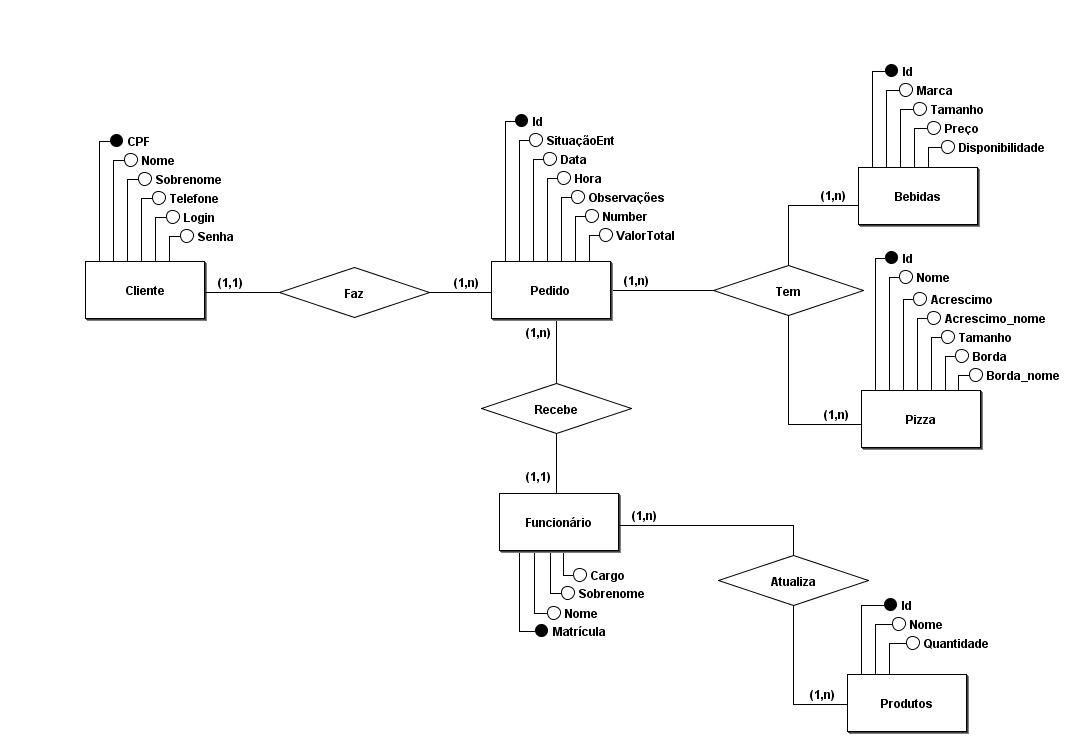 CPF
Nome
Sobrenome
Telefone
Login
Senha
Cliente
(1,1)
Faz
(1,n)
Id
SituaçãoEnt
Data
Hora
Observações
Number
ValorTotal
Pedido
(1,n)
Tem
(1,n)
Id
Marca
Tamanho
Preço
Disponibilidade
Bebidas
(1,n)
Id
Nome
Acrescimo
Acrescimo_nome
Tamanho
Borda
Borda_nome
Pizza
(1,n)
Recebe
(1,1)
Funcionário
Cargo
Sobrenome
Nome
Matrícula
(1,n)
Atualiza
(1,n)
Id
Nome
Quantidade
Produtos